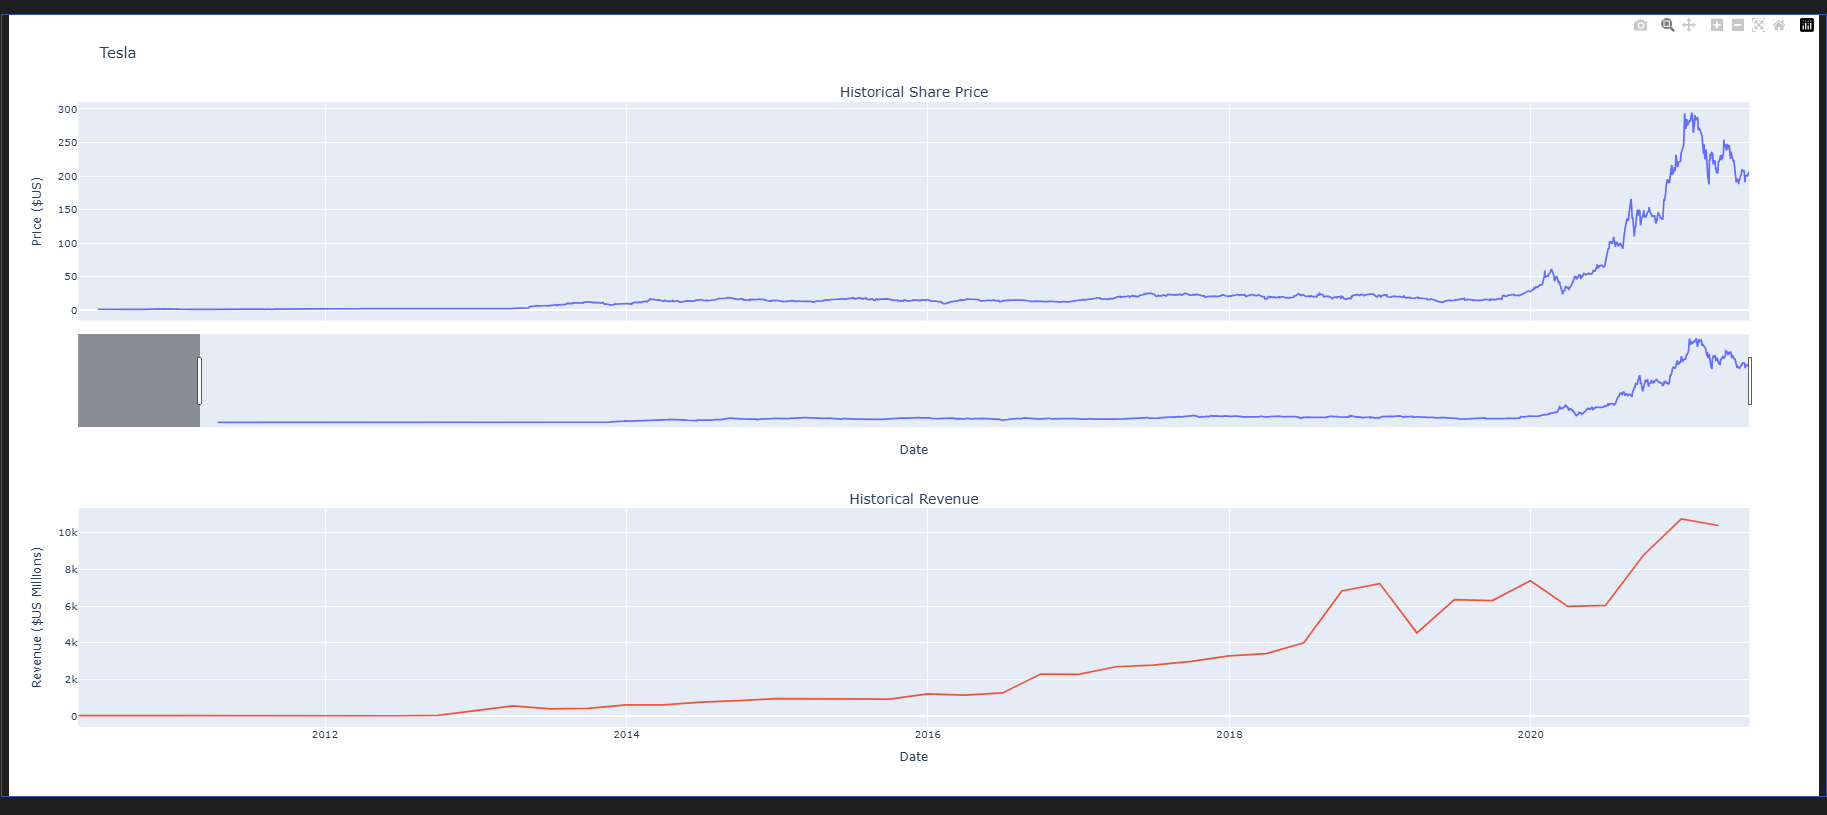 Tesla
Historical Share Price
Price ($US)
300
250
200
150
100
50
0
Date
Historical Revenue
Revenue ($US Millions)
10k
8k
6k
4k
2k
0
2012 2014 2016 2018 2020
Date